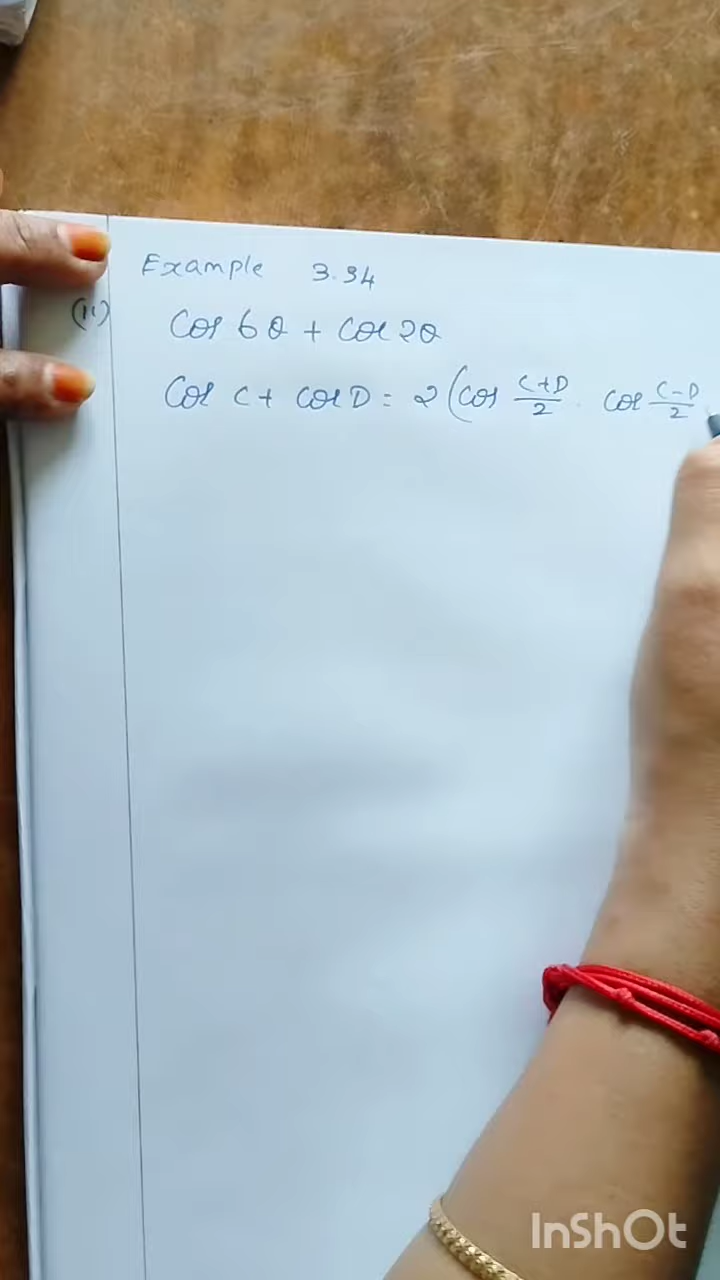 Example 3.34
(ii) Cos 6θ + Cos 2θ
Cos C + Cos D = 2 (Cos C+D/2 . Cos C-D/2
InShOt